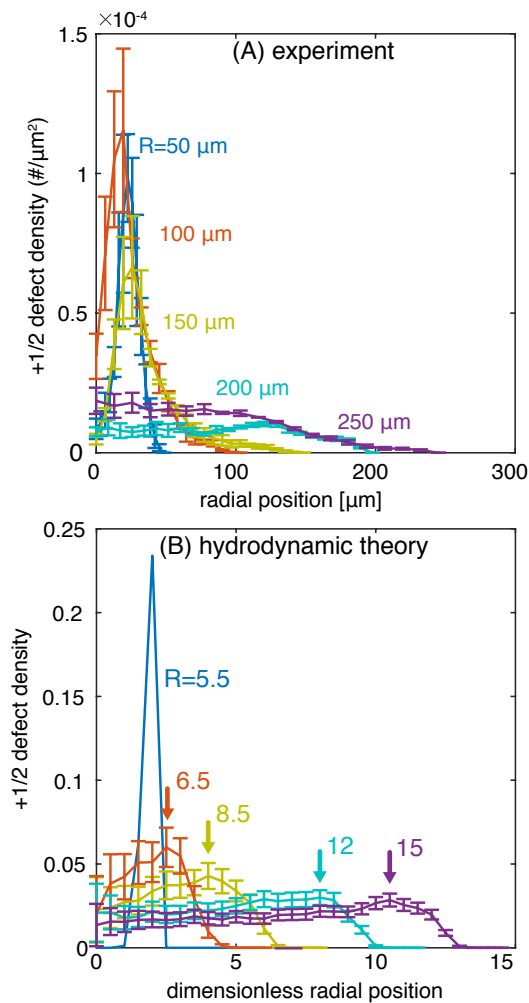 ×10⁻⁴
(A) experiment
1.5
R=50 µm
1
100 µm
150 µm
0.5
200 µm
250 µm
0
+1/2 defect density (#/µm²)
0 100 200 300
radial position [µm]
(B) hydrodynamic theory
0.25
0.2
R=5.5
0.15
0.1
6.5
8.5
12
15
0.05
0
+1/2 defect density
0 5 10 15
dimensionless radial position